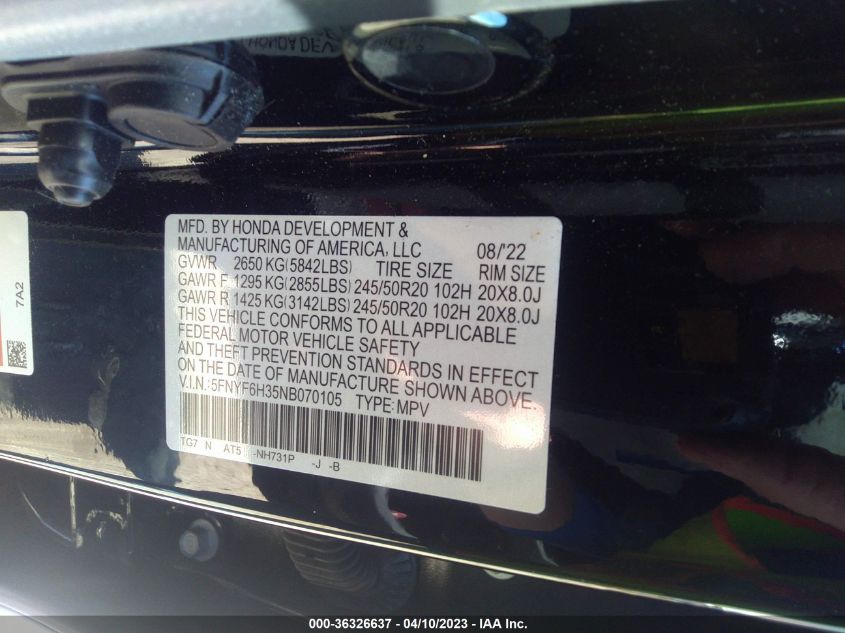 HONDA DEV
MFD. BY HONDA DEVELOPMENT &
MANUFACTURING OF AMERICA, LLC 08/'22
GVWR 2650 KG(5842LBS) TIRE SIZE RIM SIZE
GAWR F 1295 KG(2855LBS) 245/50R20 102H 20X8.0J
GAWR R 1425 KG(3142LBS) 245/50R20 102H 20X8.0J
THIS VEHICLE CONFORMS TO ALL APPLICABLE
FEDERAL MOTOR VEHICLE SAFETY
AND THEFT PREVENTION STANDARDS IN EFFECT
ON THE DATE OF MANUFACTURE SHOWN ABOVE.
V.I.N.: 5FNYF6H35NB070105 TYPE: MPV
TG7 N AT5 -NH731P -J -B
7A2
000-36326637 - 04/10/2023 - IAA Inc.